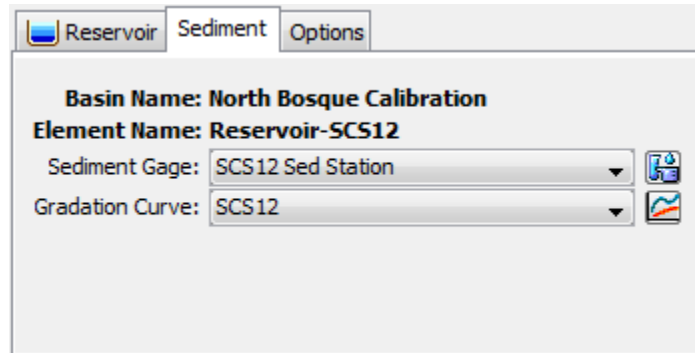 Reservoir Sediment Options
Basin Name: North Bosque Calibration
Element Name: Reservoir-SCS12
Sediment Gage: SCS12 Sed Station
Gradation Curve: SCS12